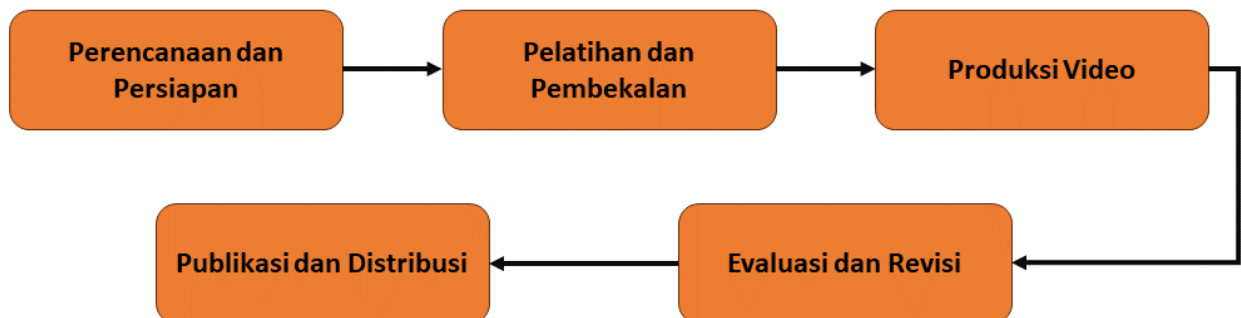 Perencanaan dan
Persiapan
Pelatihan dan
Pembekalan
Produksi Video
Evaluasi dan Revisi
Publikasi dan Distribusi